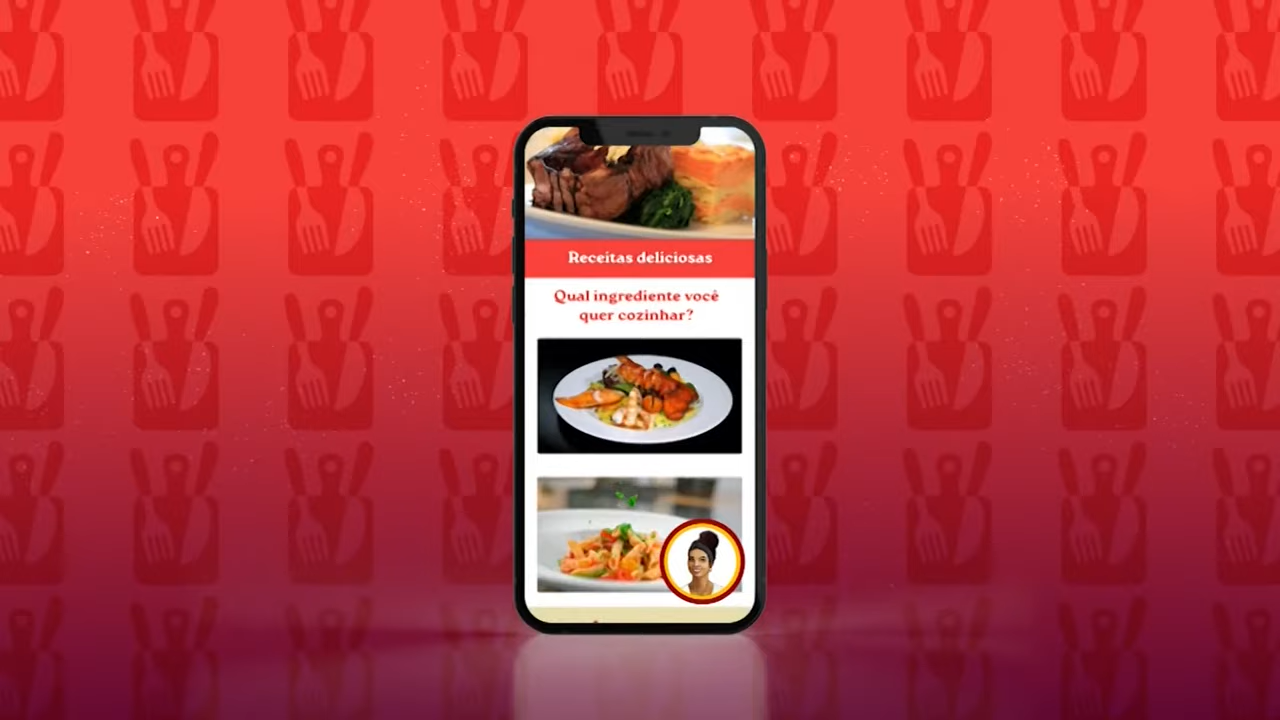 Receitas deliciosas
Qual ingrediente você
quer cozinhar?